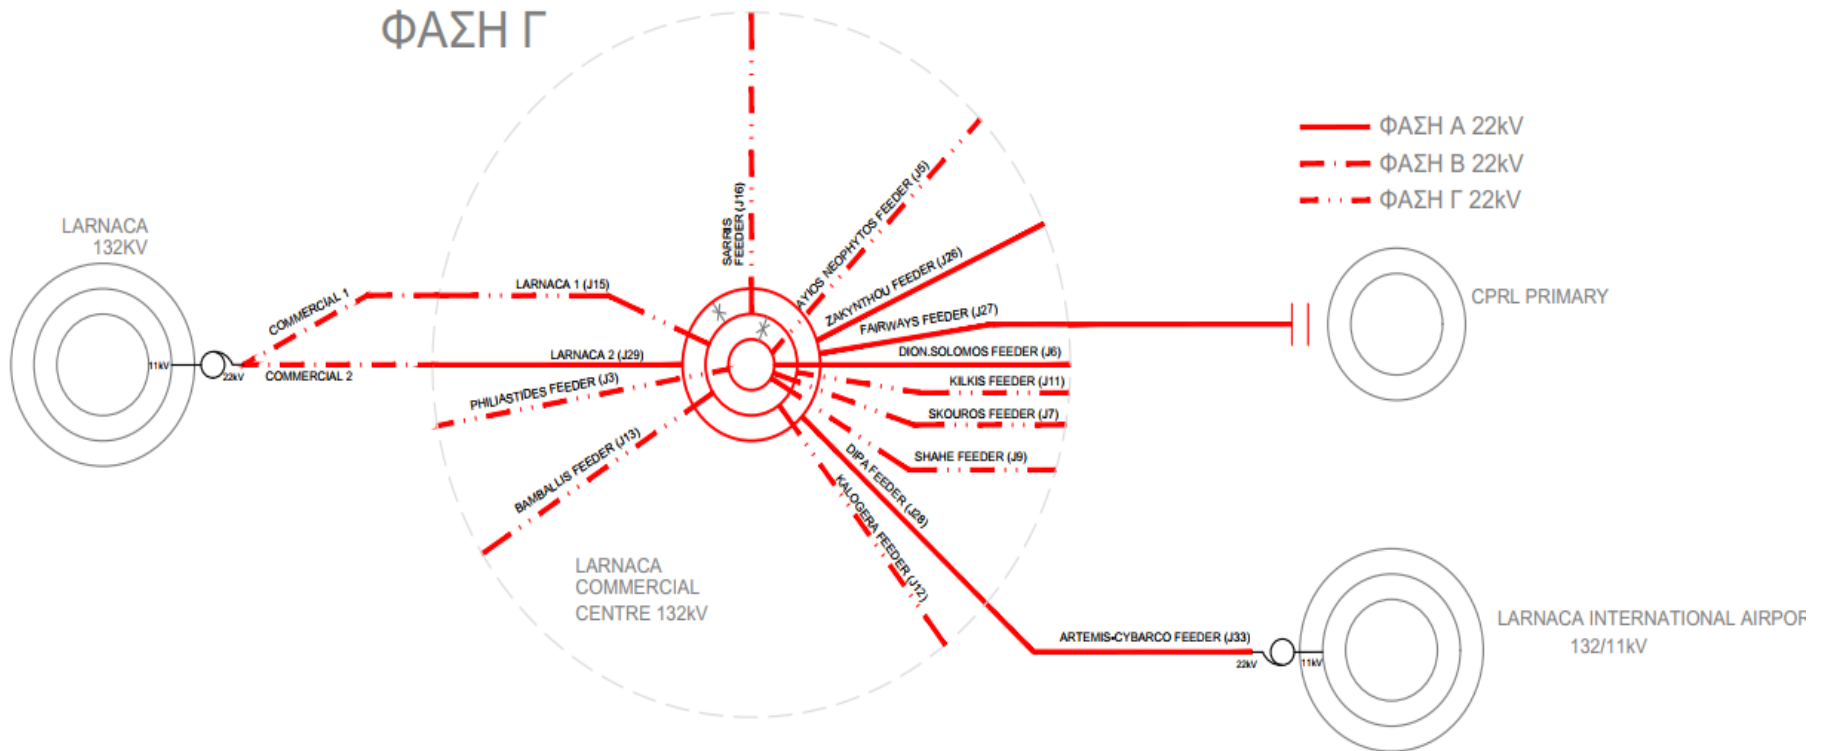 ΦΑΣΗ Γ
ΦΑΣΗ Α 22kV
ΦΑΣΗ Β 22kV
ΦΑΣΗ Γ 22kV
LARNACA
132KV
11kV
22kV
COMMERCIAL 1
COMMERCIAL 2
LARNACA 1 (J15)
LARNACA 2 (J29)
PHILIASTIDES FEEDER (J3)
BAMBALLIS FEEDER (J13)
SARRIS
FEEDER (J16)
AYIOS NEOPHYTOS FEEDER (J5)
ZAKYNTHOU FEEDER (J26)
FAIRWAYS FEEDER (J27)
DION.SOLOMOS FEEDER (J6)
KILKIS FEEDER (J11)
SKOUROS FEEDER (J7)
SHAHE FEEDER (J9)
DIPA FEEDER (J28)
KALOGERA FEEDER (J12)
LARNACA
COMMERCIAL
CENTRE 132kV
CPRL PRIMARY
ARTEMIS-CYBARCO FEEDER (J33)
22kV
11kV
LARNACA INTERNATIONAL AIRPOR
132/11kV